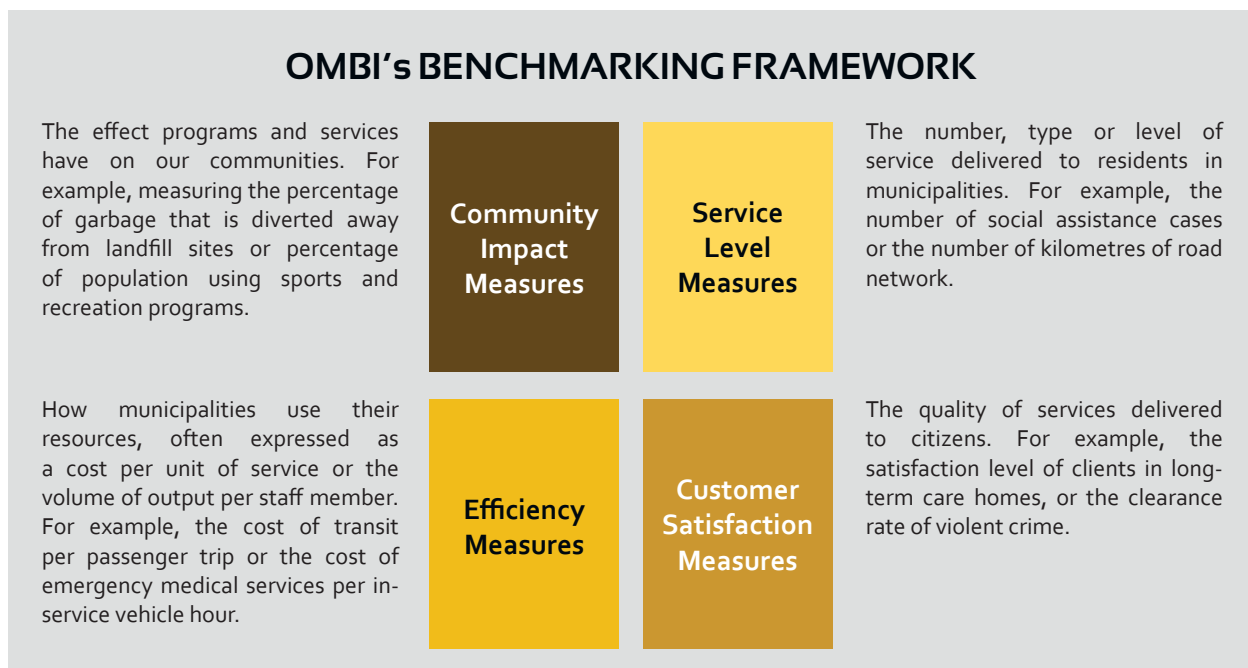 OMBI's BENCHMARKING FRAMEWORK
The effect programs and services
have on our communities. For
example, measuring the percentage
of garbage that is diverted away
from landfill sites or percentage
of population using sports and
recreation programs.
Community
Impact
Measures
Service
Level
Measures
The number, type or level of
service delivered to residents in
municipalities. For example, the
number of social assistance cases
or the number of kilometres of road
network.
How municipalities use their
resources, often expressed as
a cost per unit of service or the
volume of output per staff member.
For example, the cost of transit
per passenger trip or the cost of
emergency medical services per in-
service vehicle hour.
Efficiency
Measures
Customer
Satisfaction
Measures
The quality of services delivered
to citizens. For example, the
satisfaction level of clients in long-
term care homes, or the clearance
rate of violent crime.